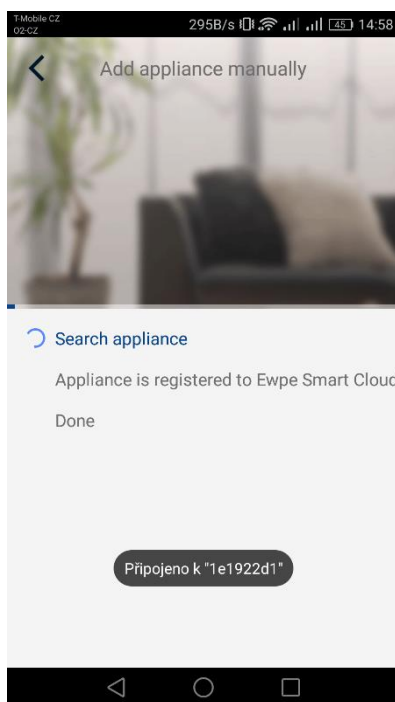 T-Mobile CZ
O2-CZ
295B/s 45 14:58
Add appliance manually
Search appliance
Appliance is registered to Ewpe Smart Cloud
Done
Připojeno k "1e1922d1"